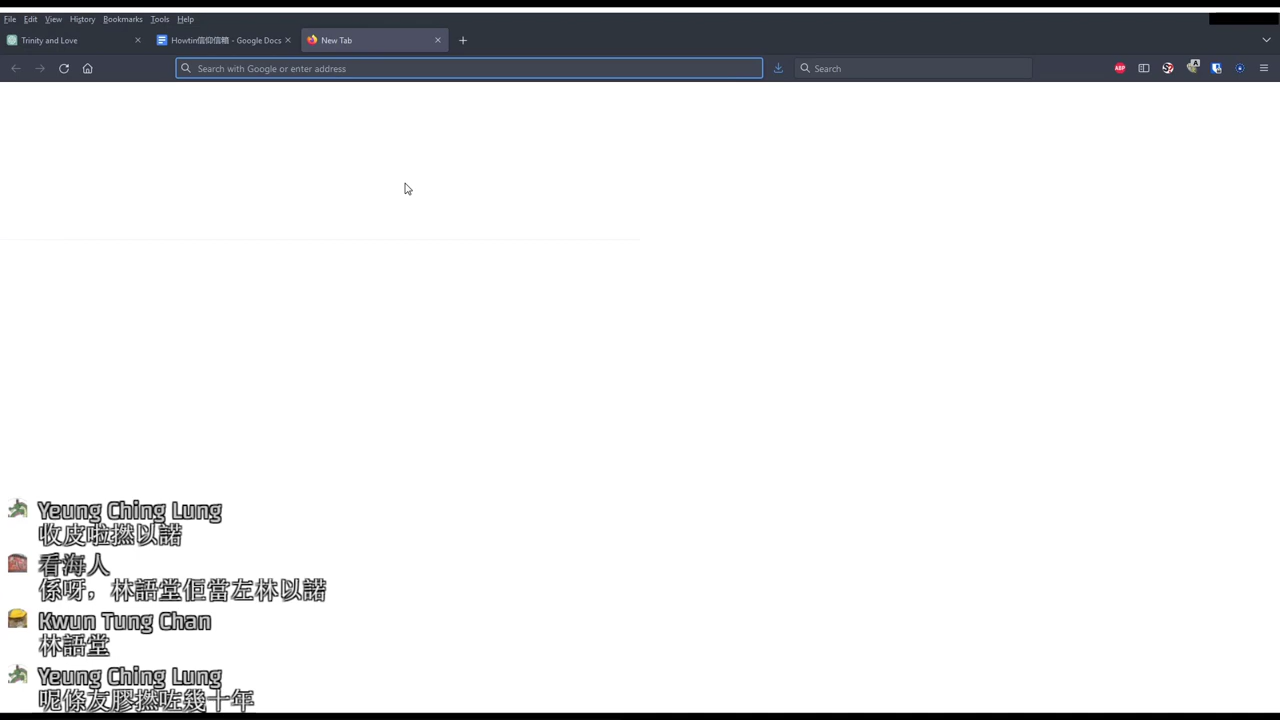 File Edit View History Bookmarks Tools Help
Trinity and Love
Howtin信仰信賴 - Google Docs
New Tab
Search with Google or enter address
Search
ABP
Yeung Ching Lung
收皮啦撚以諾
看海人
係呀，林語堂佢當左林以諾
Kwun Tung Chan
林語堂
Yeung Ching Lung
呢條友膠撚咗幾十年